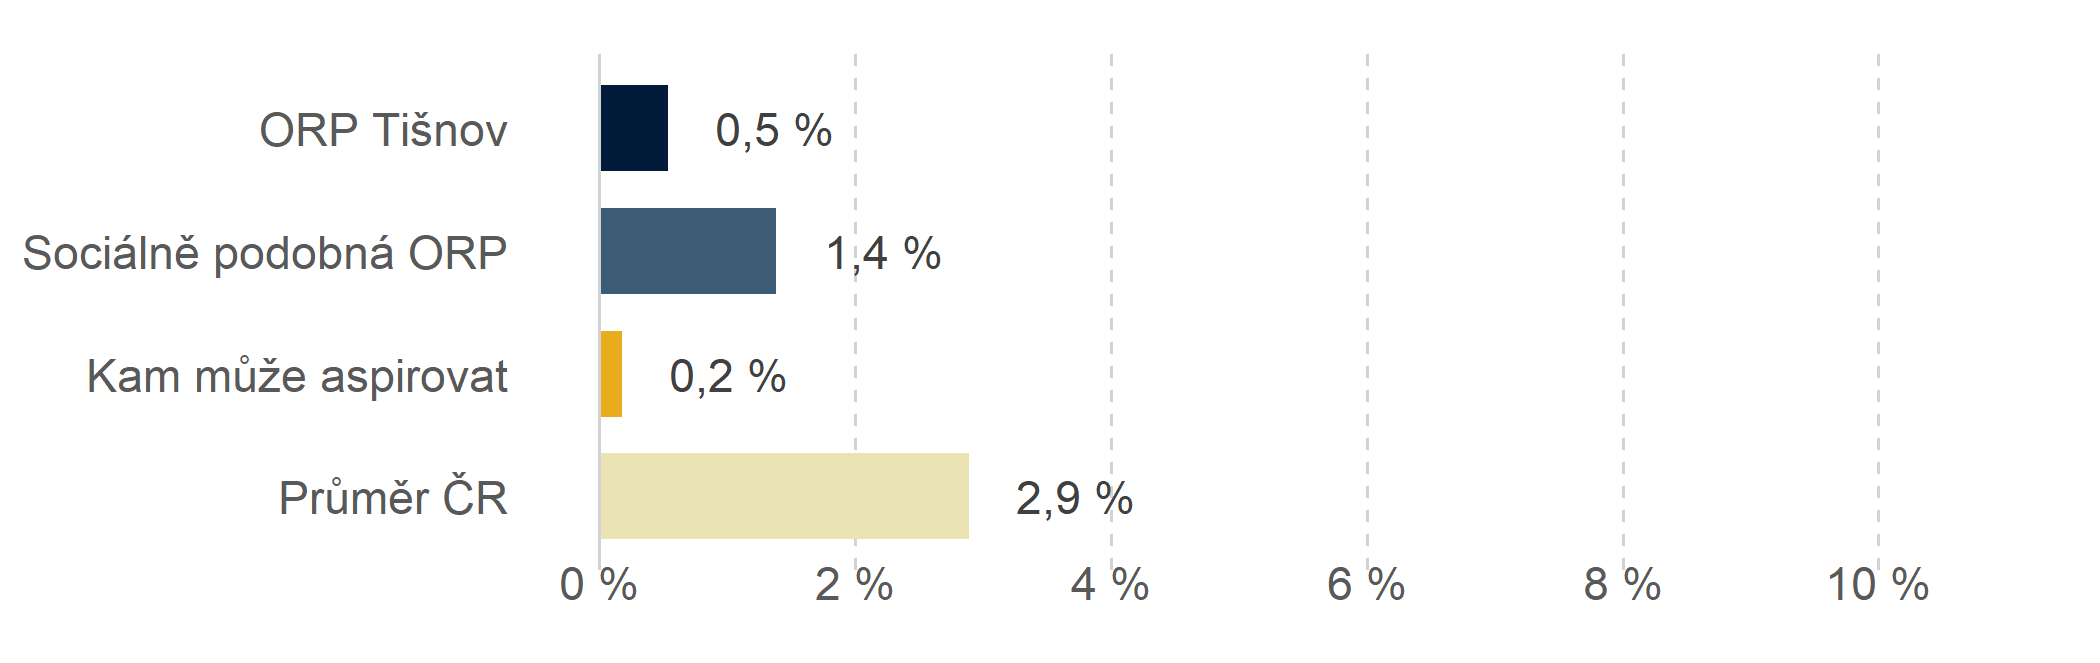 ORP Tišnov 0,5 %
Sociálně podobná ORP 1,4 %
Kam může aspirovat 0,2 %
Průměr ČR 2,9 %
0 % 2 % 4 % 6 % 8 % 10 %